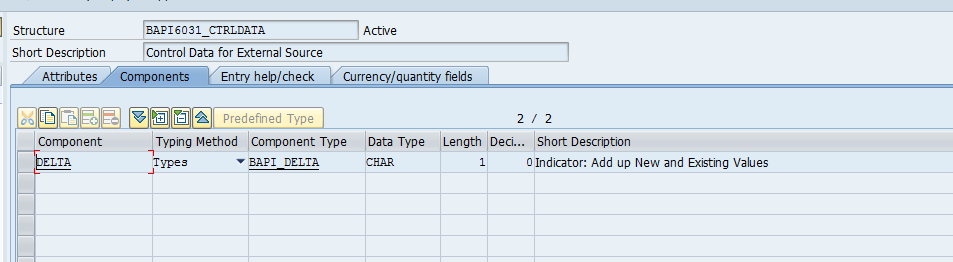 Structure BAPI6031_CTRLDATA Active
Short Description Control Data for External Source
Attributes Components Entry help/check Currency/quantity fields
Predefined Type 2 / 2
Component Typing Method Component Type Data Type Length Deci... Short Description
DELTA Types BAPI_DELTA CHAR 1 0 Indicator: Add up New and Existing Values